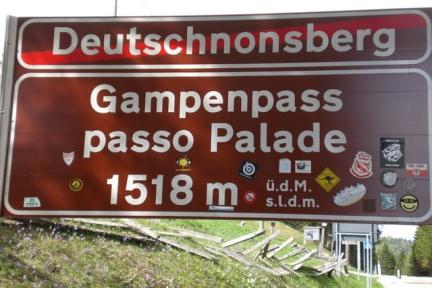 Deutschnonsberg
Gampenpass
passo Palade
1518 m ü.d.M.
s.l.d.m.